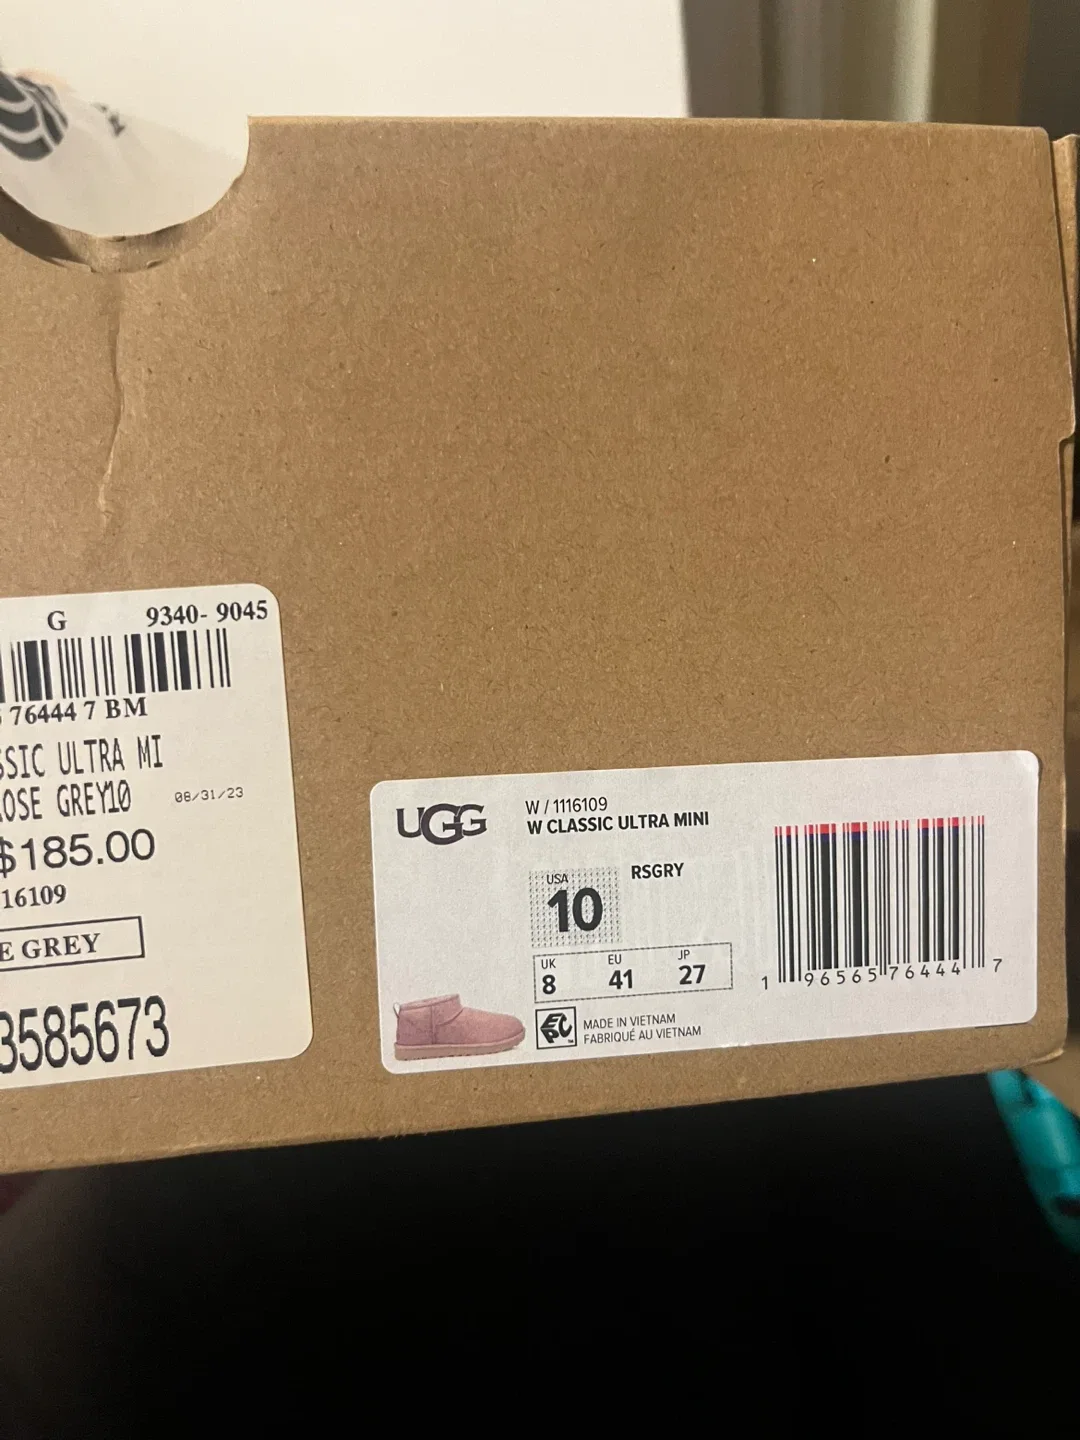 G 9340- 9045
76444 7 BM
SSIC ULTRA MI
OSE GREY10 08/31/23
$185.00
16109
E GREY
3585673
UGG
W / 1116109
W CLASSIC ULTRA MINI
RSGRY
USA
10
UK EU JP
8 41 27
EPC
MADE IN VIETNAM
FABRIQUÉ AU VIETNAM
1 96565 76444 7